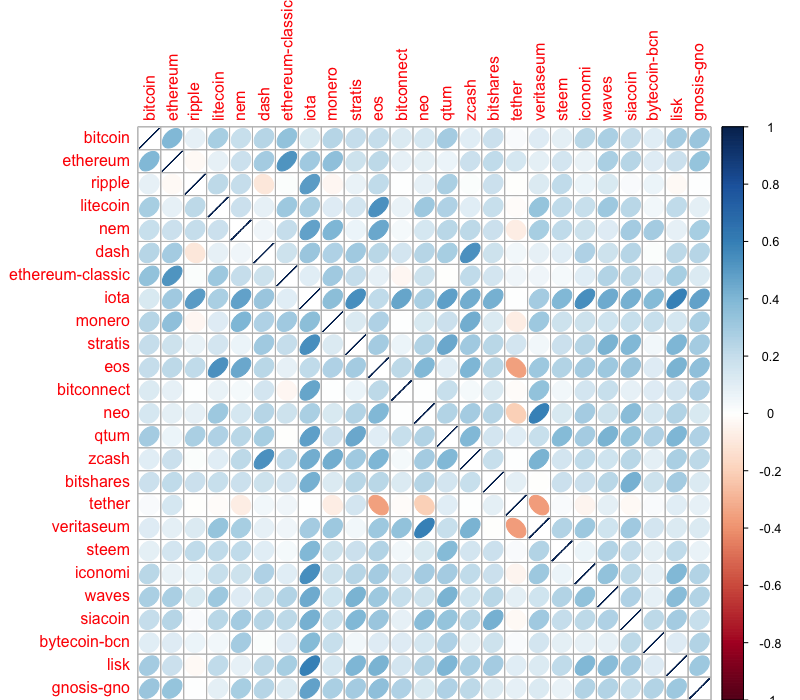 bitcoin
ethereum
ripple
litecoin
nem
dash
ethereum-classic
iota
monero
stratis
eos
bitconnect
neo
qtum
zcash
bitshares
tether
veritaseum
steem
iconomi
waves
siacoin
bytecoin-bcn
lisk
gnosis-gno
bitcoin
ethereum
ripple
litecoin
nem
dash
ethereum-classic
iota
monero
stratis
eos
bitconnect
neo
qtum
zcash
bitshares
tether
veritaseum
steem
iconomi
waves
siacoin
bytecoin-bcn
lisk
gnosis-gno
1
0.8
0.6
0.4
0.2
0
-0.2
-0.4
-0.6
-0.8